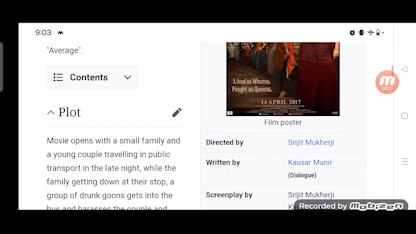 9:03
"Average".
Contents
Plot
Movie opens with a small family and
a young couple travelling in public
transport in the late night, while the
family getting down at their stop, a
group of drunk goons gets into the
bus and harasses the couple and
Lived as Whores.
Fought as Queens.
14 APRIL 2017
Film poster
Directed by Srijit Mukherji
Written by Kausar Munir
(Dialogue)
Screenplay by Srijit Mukherji
Recorded by Mobizen